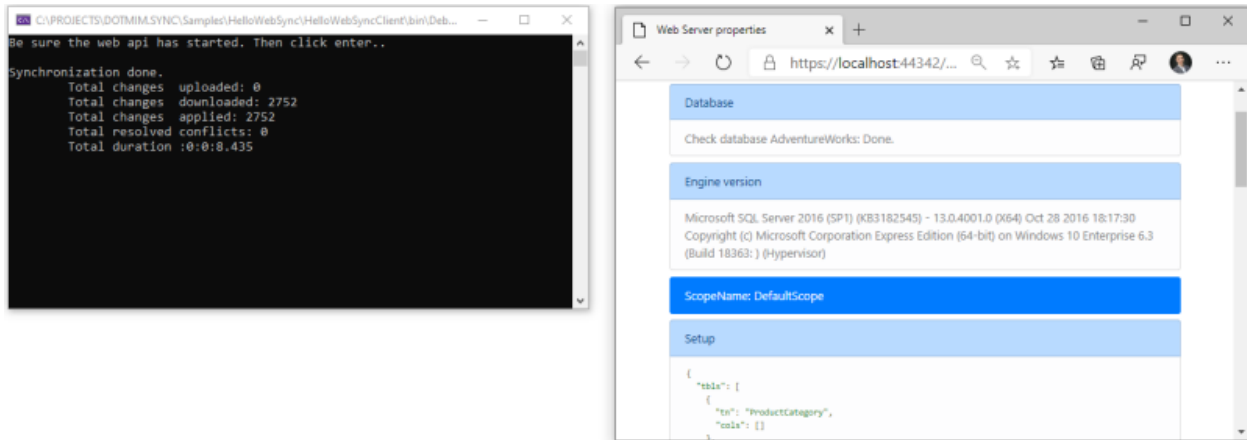 C:\PROJECTS\DOTMIM.SYNC\Samples\HelloWebSync\HelloWebSyncClient\bin\Deb...
Be sure the web api has started. Then click enter..
Synchronization done.
Total changes uploaded: 0
Total changes downloaded: 2752
Total changes applied: 2752
Total resolved conflicts: 0
Total duration :0:0:8.435
Web Server properties
https://localhost:44342/...
Database
Check database AdventureWorks: Done.
Engine version
Microsoft SQL Server 2016 (SP1) (KB3182545) - 13.0.4001.0 (X64) Oct 28 2016 18:17:30
Copyright (c) Microsoft Corporation Express Edition (64-bit) on Windows 10 Enterprise 6.3
(Build 18363: ) (Hypervisor)
ScopeName: DefaultScope
Setup
{
"tbls": [
{
"tn": "ProductCategory",
"cols": []
}